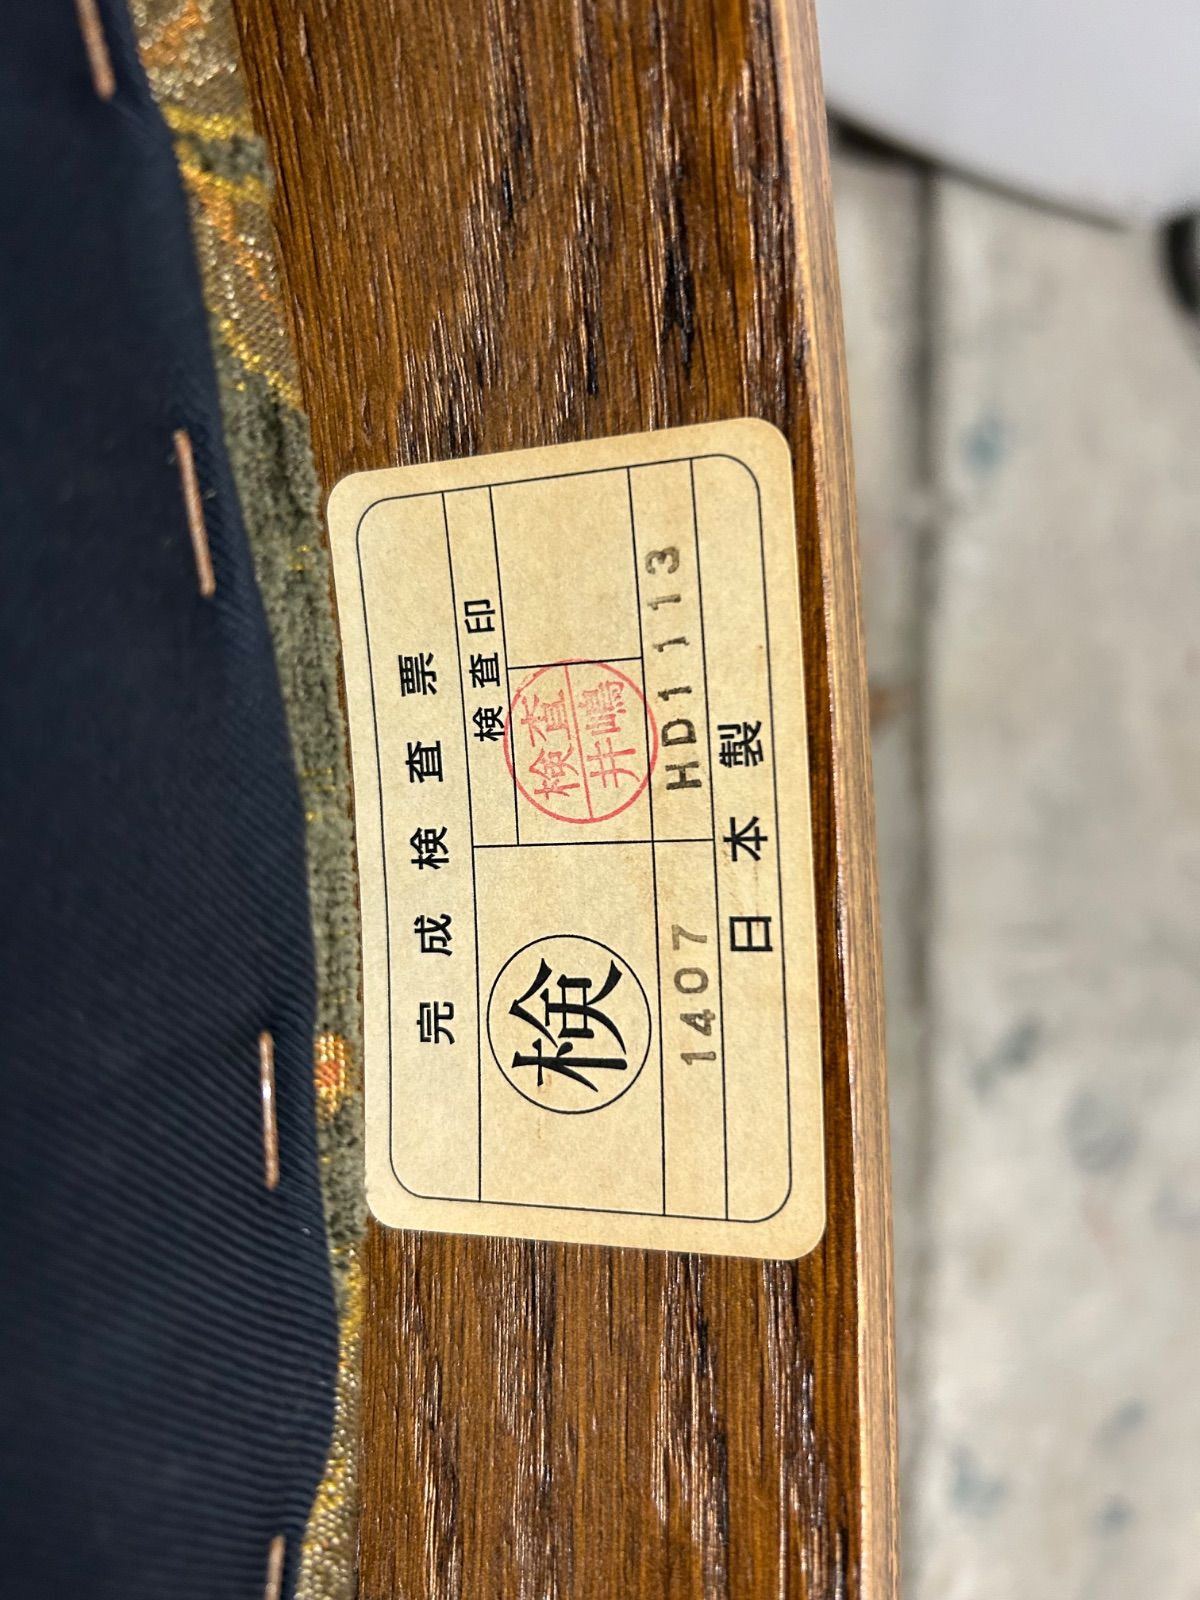 完成検査票
検
検査印
検査
井嶋
1407
HD11113
日本製